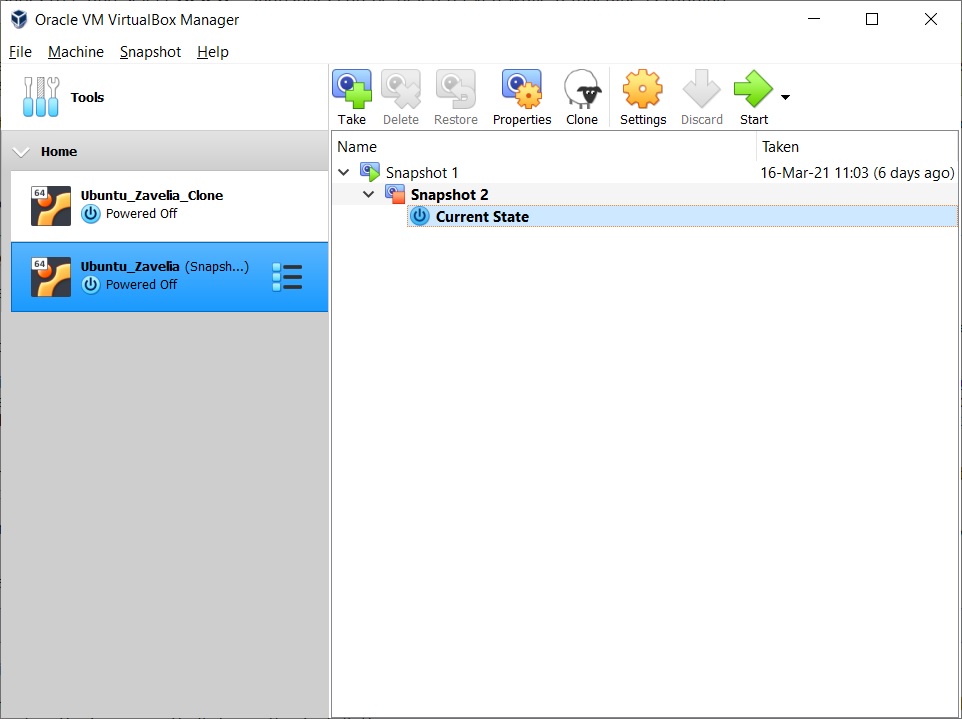 Oracle VM VirtualBox Manager
File Machine Snapshot Help
Tools
Take Delete Restore Properties Clone Settings Discard Start
Home
Name Taken
Snapshot 1 16-Mar-21 11:03 (6 days ago)
Snapshot 2
Current State
64 Ubuntu_Zavelia_Clone
Powered Off
64 Ubuntu_Zavelia (Snapsh...)
Powered Off